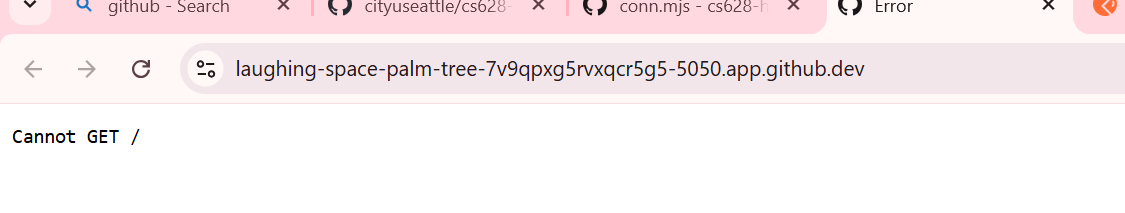 github - Search
cityuseattle/cs628-
conn.mjs - cs628-h
Error
laughing-space-palm-tree-7v9qpxg5rvxqcr5g5-5050.app.github.dev
Cannot GET /